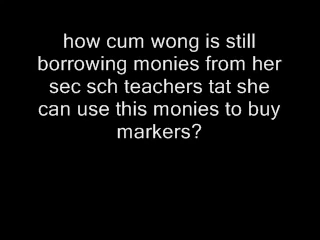 how cum wong is still
borrowing monies from her
sec sch teachers tat she
can use this monies to buy
markers?